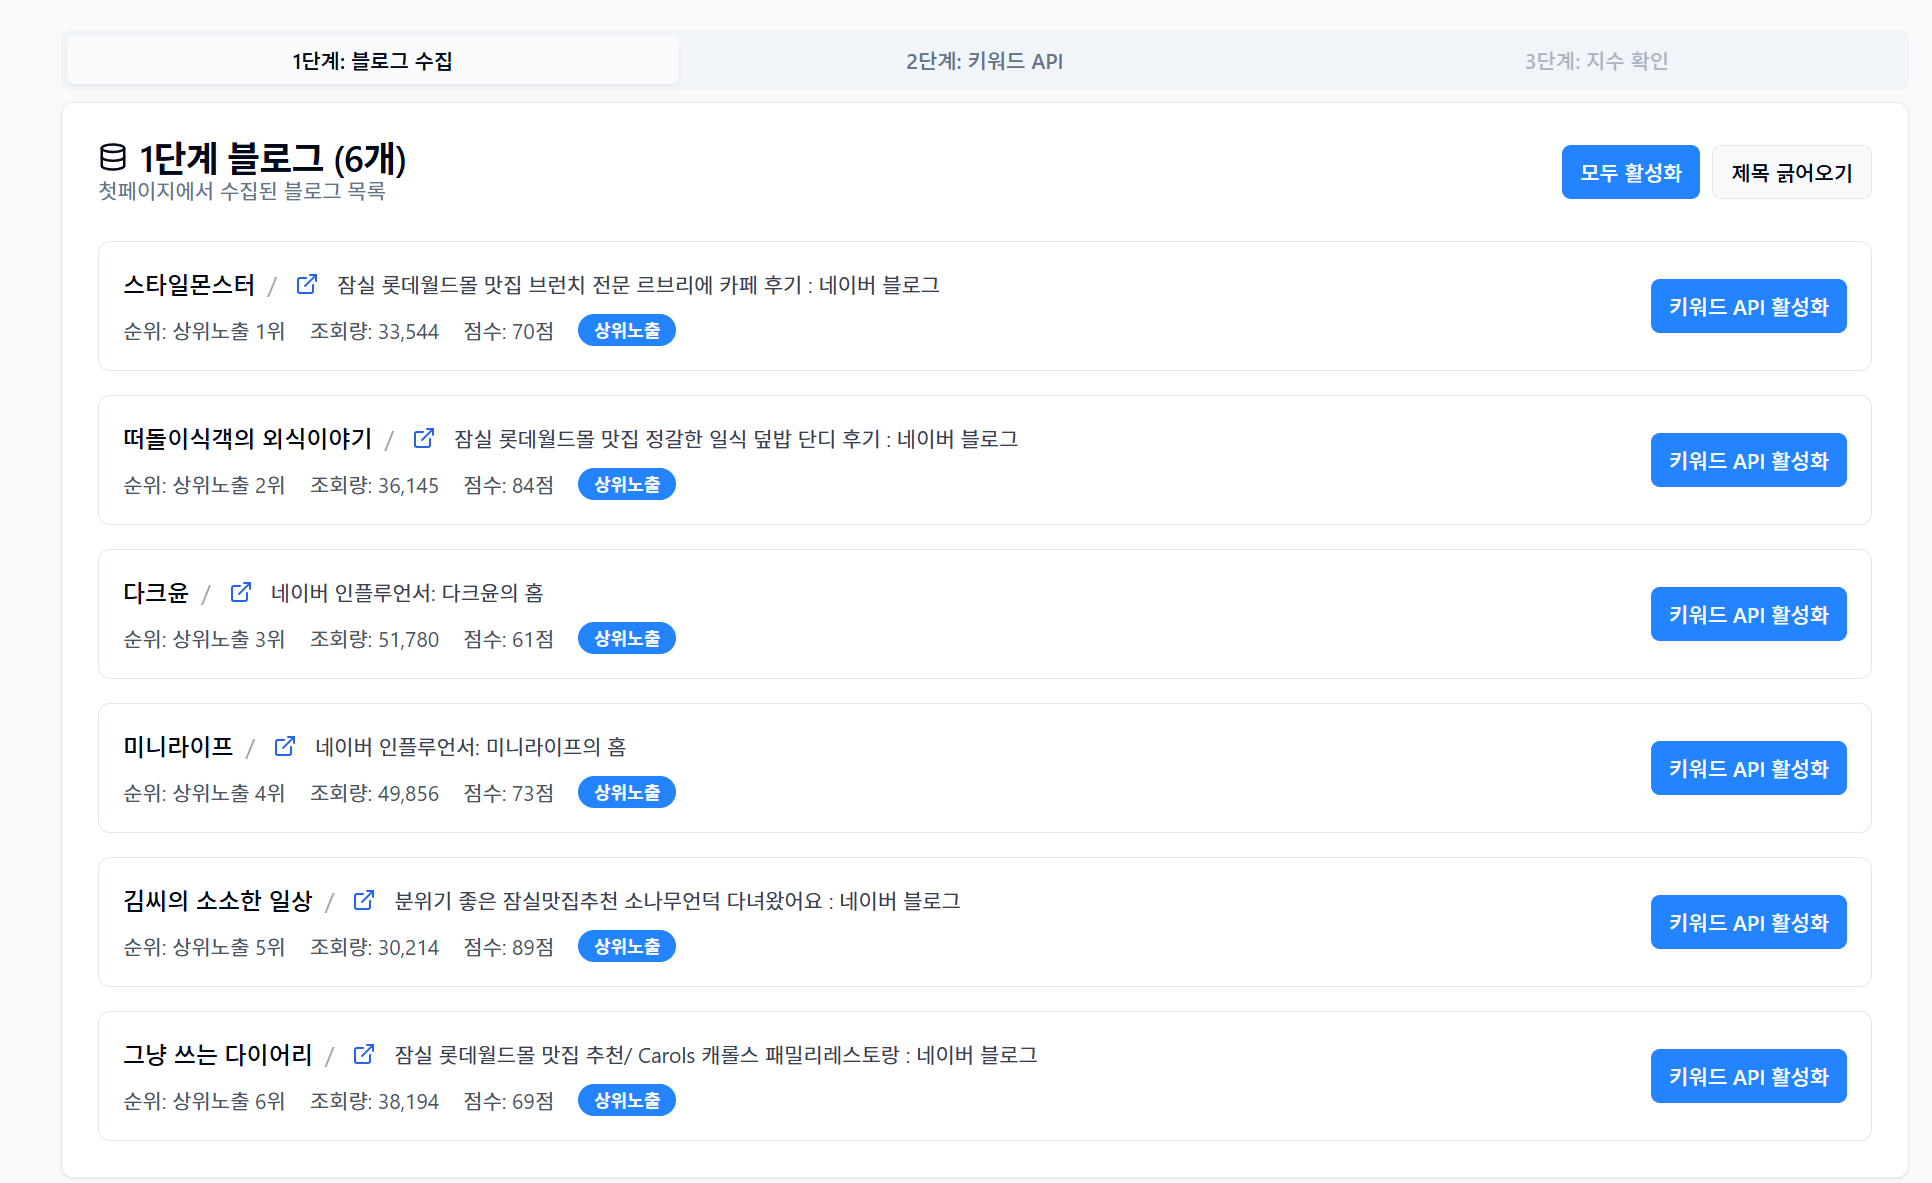 1단계: 블로그 수집
2단계: 키워드 API
3단계: 지수 확인
1단계 블로그 (6개)
첫페이지에서 수집된 블로그 목록
모두 활성화
제목 긁어오기
스타일몬스터 / 잠실 롯데월드몰 맛집 브런치 전문 르브리에 카페 후기 : 네이버 블로그
순위: 상위노출 1위 조회량: 33,544 점수: 70점 상위노출
키워드 API 활성화
떠돌이식객의 외식이야기 / 잠실 롯데월드몰 맛집 정갈한 일식 덮밥 단디 후기 : 네이버 블로그
순위: 상위노출 2위 조회량: 36,145 점수: 84점 상위노출
키워드 API 활성화
다크윤 / 네이버 인플루언서: 다크윤의 홈
순위: 상위노출 3위 조회량: 51,780 점수: 61점 상위노출
키워드 API 활성화
미니라이프 / 네이버 인플루언서: 미니라이프의 홈
순위: 상위노출 4위 조회량: 49,856 점수: 73점 상위노출
키워드 API 활성화
김씨의 소소한 일상 / 분위기 좋은 잠실맛집추천 소나무언덕 다녀왔어요 : 네이버 블로그
순위: 상위노출 5위 조회량: 30,214 점수: 89점 상위노출
키워드 API 활성화
그냥 쓰는 다이어리 / 잠실 롯데월드몰 맛집 추천/ Carols 캐롤스 패밀리레스토랑 : 네이버 블로그
순위: 상위노출 6위 조회량: 38,194 점수: 69점 상위노출
키워드 API 활성화